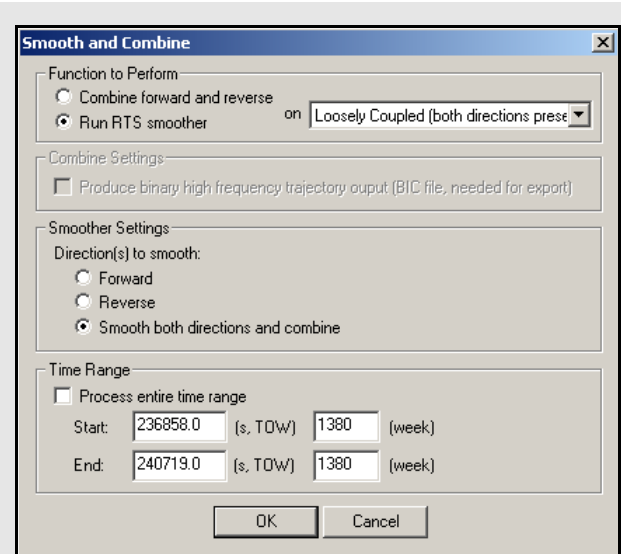 Smooth and Combine
Function to Perform
Combine forward and reverse
Run RTS smoother
on Loosely Coupled (both directions prese
Combine Settings
Produce binary high frequency trajectory ouput (BIC file, needed for export)
Smoother Settings
Direction(s) to smooth:
Forward
Reverse
Smooth both directions and combine
Time Range
Process entire time range
Start: 236858.0 (s, TOW) 1380 (week)
End: 240719.0 (s, TOW) 1380 (week)
OK Cancel